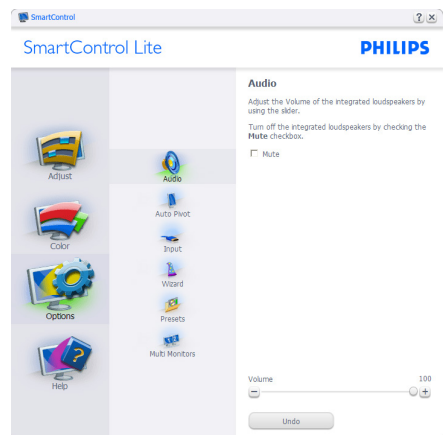 SmartControl
SmartControl Lite
PHILIPS
Adjust
Color
Options
Help
Audio
Auto Pivot
Input
Wizard
Presets
Multi Monitors
Audio
Adjust the Volume of the integrated loudspeakers by
using the slider.
Turn off the integrated loudspeakers by checking the
Mute checkbox.
Mute
Volume 100
Undo